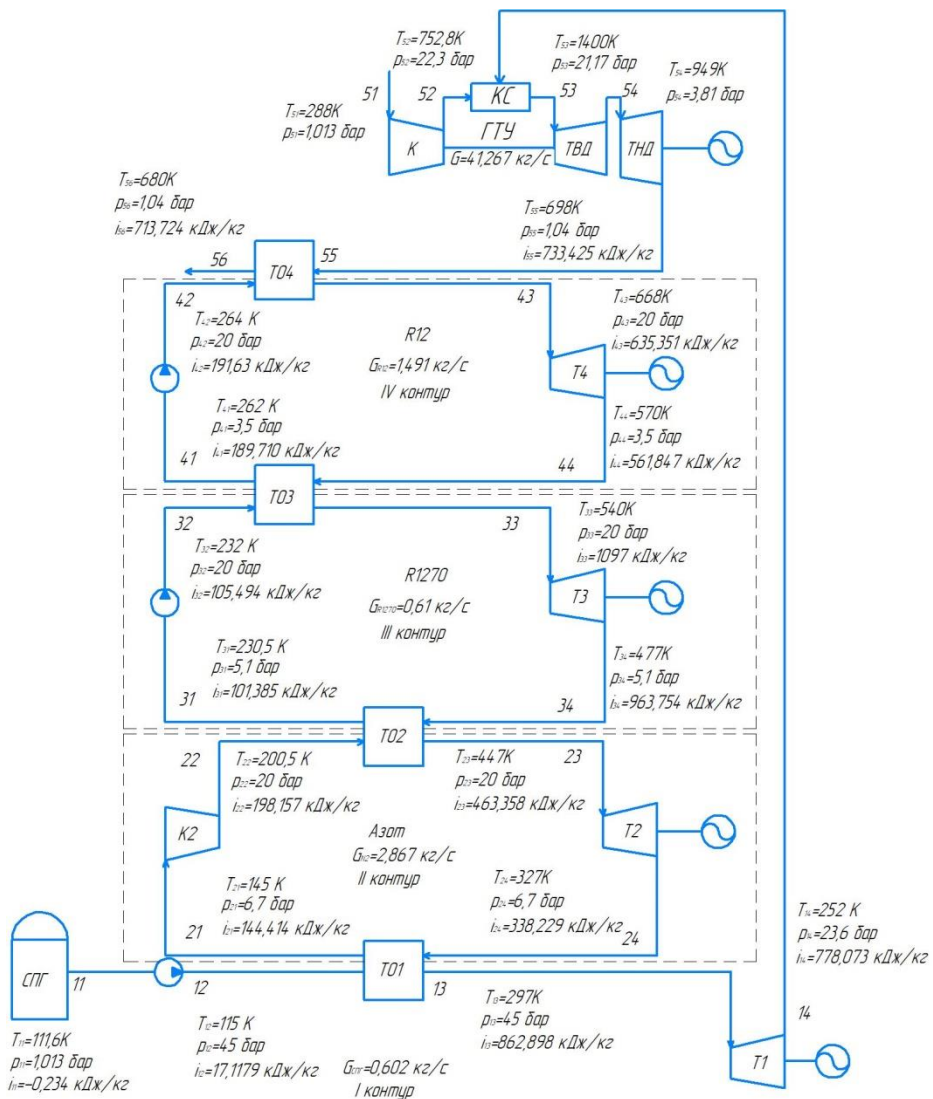 T₅₂=752,8K
p₅₂=22,3 бар
T₅₃=1400K
p₅₃=21,17 бар
T₅₄=949K
p₅₄=3,81 бар
51
52
КС
53
54
T₅₁=288K
p₅₁=1,013 бар
К
ГТУ
G=41,267 кг/с
ТВД
ТНД
T₅₆=680K
p₅₆=1,04 бар
i₅₆=713,724 кДж/кг
T₅₅=698K
p₅₅=1,04 бар
i₅₅=733,425 кДж/кг
56
ТО4
55
42
43
T₄₂=264 K
p₄₂=20 бар
i₄₂=191,63 кДж/кг
R12
G_R12=1,491 кг/с
IV контур
T₄₃=668K
p₄₃=20 бар
i₄₃=635,351 кДж/кг
Т4
T₄₁=262 K
p₄₁=3,5 бар
i₄₁=189,710 кДж/кг
T₄₄=570K
p₄₄=3,5 бар
i₄₄=561,847 кДж/кг
41
ТО3
44
32
33
T₃₂=232 K
p₃₂=20 бар
i₃₂=105,494 кДж/кг
R1270
G_R1270=0,61 кг/с
III контур
T₃₃=540K
p₃₃=20 бар
i₃₃=1097 кДж/кг
Т3
T₃₁=230,5 K
p₃₁=5,1 бар
i₃₁=101,385 кДж/кг
T₃₄=477K
p₃₄=5,1 бар
i₃₄=963,754 кДж/кг
31
ТО2
34
22
23
T₂₂=200,5 K
p₂₂=20 бар
i₂₂=198,157 кДж/кг
T₂₃=447K
p₂₃=20 бар
i₂₃=463,358 кДж/кг
К2
Азот
G_N2=2,867 кг/с
II контур
Т2
T₂₁=145 K
p₂₁=6,7 бар
i₂₁=144,414 кДж/кг
T₂₄=327K
p₂₄=6,7 бар
i₂₄=338,229 кДж/кг
21
24
T₁₄=252 K
p₁₄=23,6 бар
i₁₄=778,073 кДж/кг
СПГ
11
12
ТО1
13
14
T₁₁=111,6K
p₁₁=1,013 бар
i₁₁=-0,234 кДж/кг
T₁₂=115 K
p₁₂=45 бар
i₁₂=17,1179 кДж/кг
G_СПГ=0,602 кг/с
I контур
T₁₃=297K
p₁₃=45 бар
i₁₃=862,898 кДж/кг
Т1